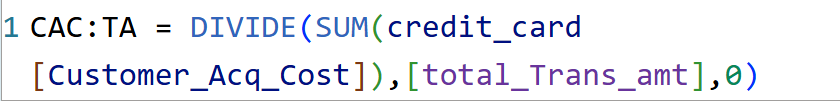 1 CAC:TA = DIVIDE(SUM(credit_card
[Customer_Acq_Cost]),[total_Trans_amt],0)